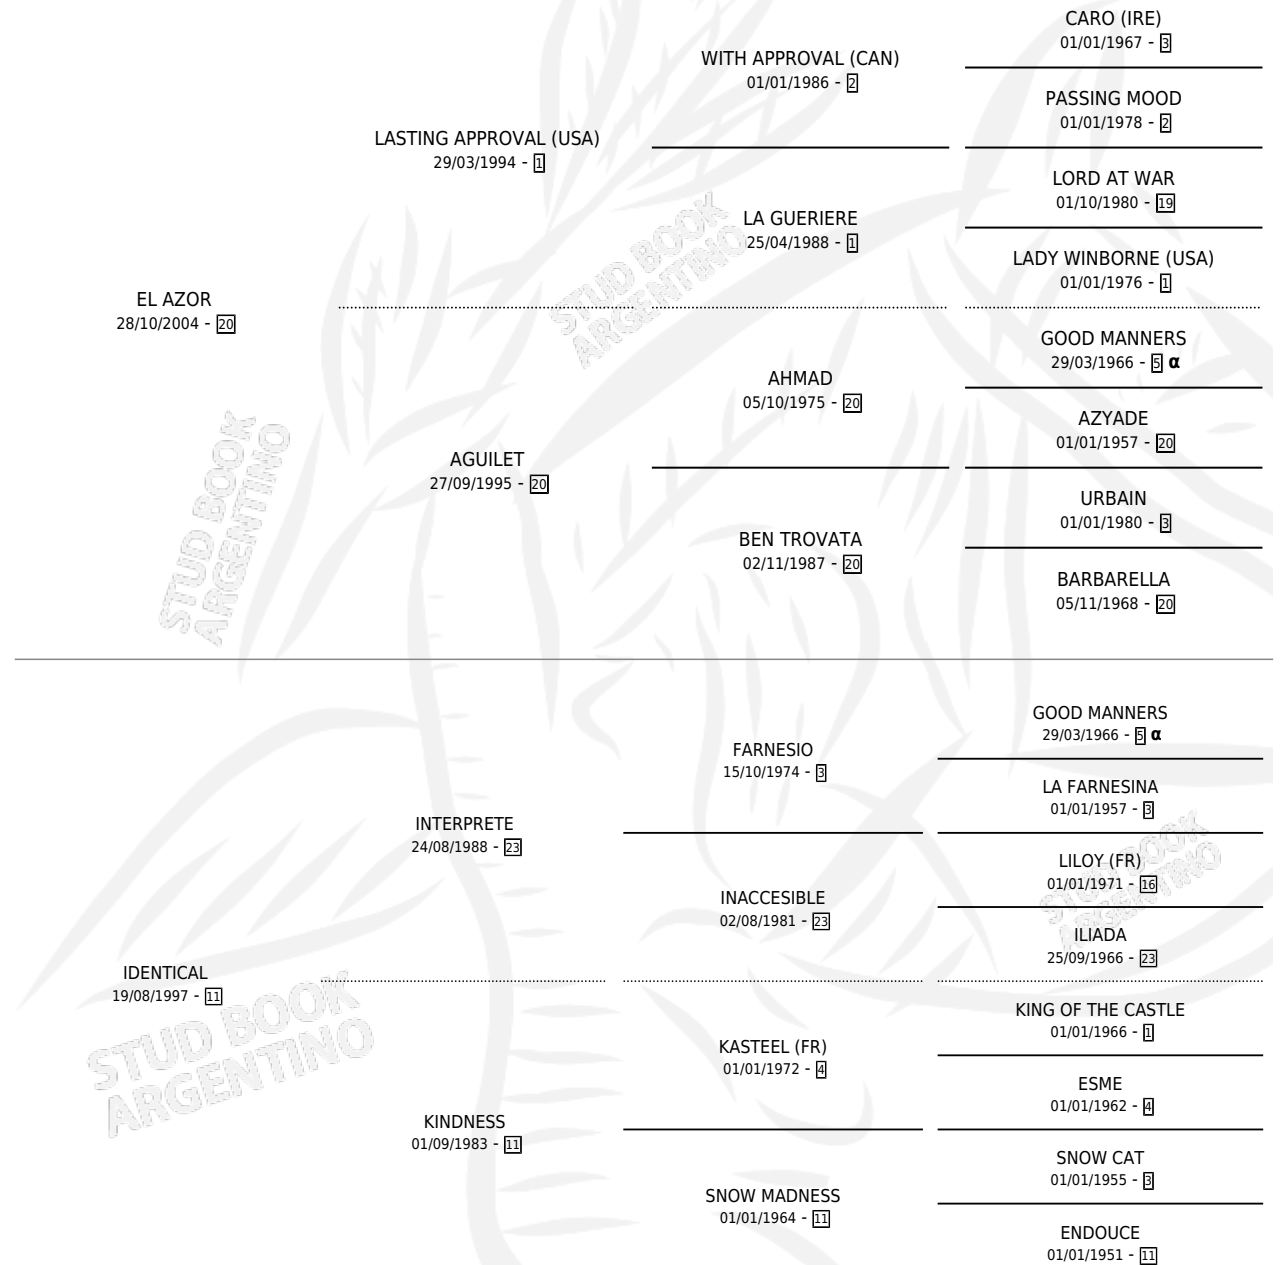 CARO (IRE)
01/01/1967 - 3
WITH APPROVAL (CAN)
01/01/1986 - 2
PASSING MOOD
01/01/1978 - 2
LASTING APPROVAL (USA)
29/03/1994 - 1
LORD AT WAR
01/10/1980 - 19
LA GUERIERE
25/04/1988 - 1
LADY WINBORNE (USA)
01/01/1976 - 1
EL AZOR
28/10/2004 - 20
GOOD MANNERS
29/03/1966 - 5 α
AHMAD
05/10/1975 - 20
AZYADE
01/01/1957 - 20
AGUILET
27/09/1995 - 20
URBAIN
01/01/1980 - 3
BEN TROVATA
02/11/1987 - 20
BARBARELLA
05/11/1968 - 20
GOOD MANNERS
29/03/1966 - 5 α
FARNESIO
15/10/1974 - 3
LA FARNESINA
01/01/1957 - 3
INTERPRETE
24/08/1988 - 23
LILOY (FR)
01/01/1971 - 16
INACCESIBLE
02/08/1981 - 23
ILIADA
25/09/1966 - 23
IDENTICAL
19/08/1997 - 11
KING OF THE CASTLE
01/01/1966 - 1
KASTEEL (FR)
01/01/1972 - 4
ESME
01/01/1962 - 4
KINDNESS
01/09/1983 - 11
SNOW CAT
01/01/1955 - 3
SNOW MADNESS
01/01/1964 - 11
ENDOUCE
01/01/1951 - 11
STUD BOOK
ARGENTINO
STUD BOOK
ARGENTINO
STUD BOOK
ARGENTINO
STUD BOOK
ARGENTINO